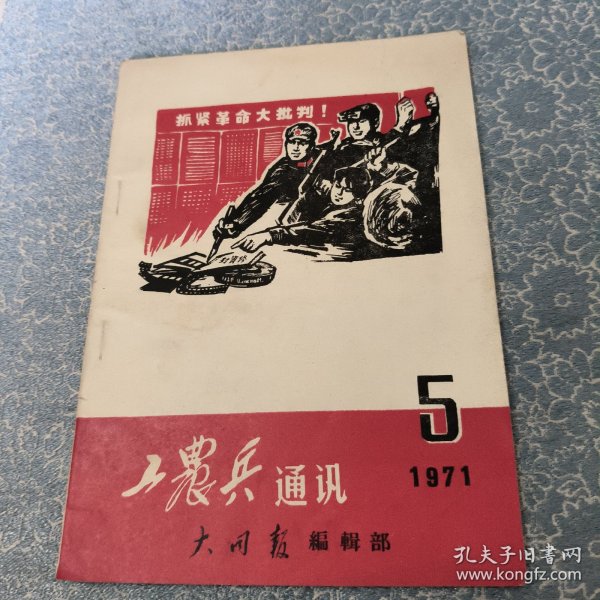 抓紧革命大批判！
5
1971
工農兵 通讯
大同报 編輯部
孔夫子旧书网
www.kongfz.com